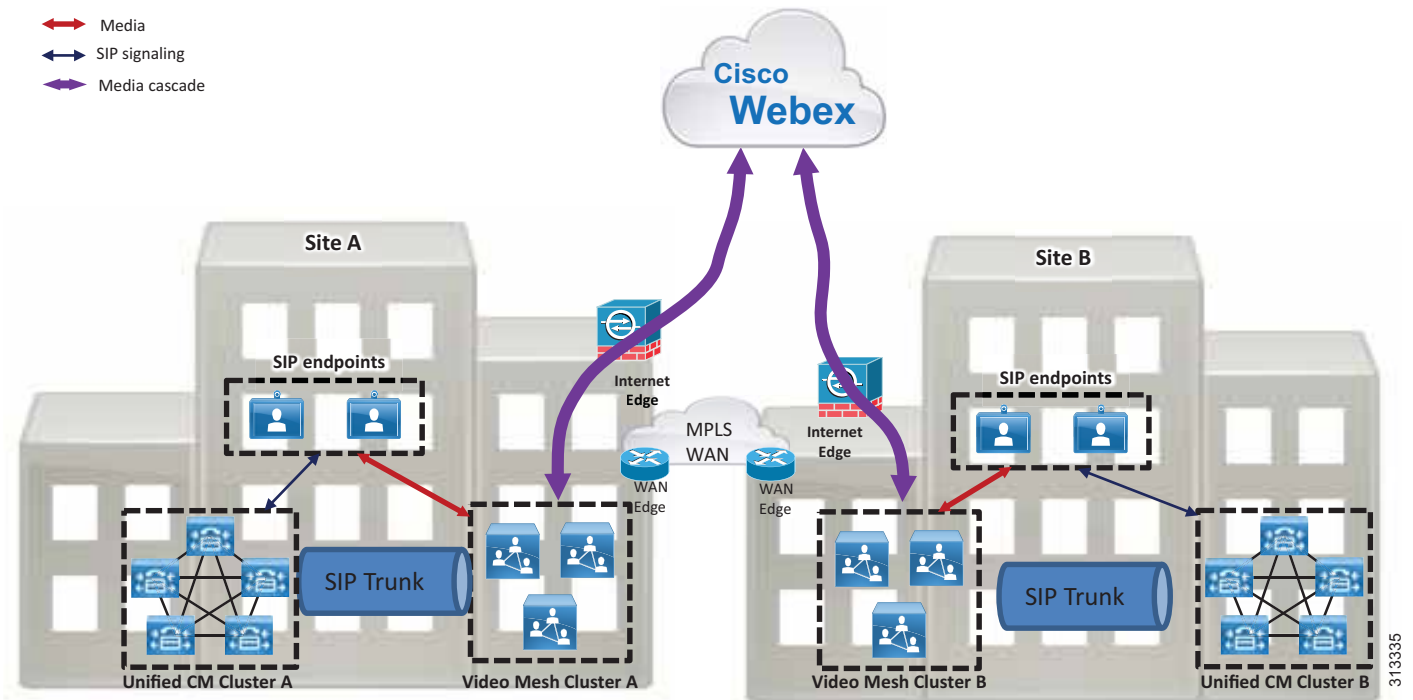 Media
SIP signaling
Media cascade
Cisco
Webex
Site A
Site B
SIP endpoints
SIP endpoints
Internet
Edge
Internet
Edge
MPLS
WAN
WAN
Edge
WAN
Edge
SIP Trunk
SIP Trunk
Unified CM Cluster A
Video Mesh Cluster A
Video Mesh Cluster B
Unified CM Cluster B
313335